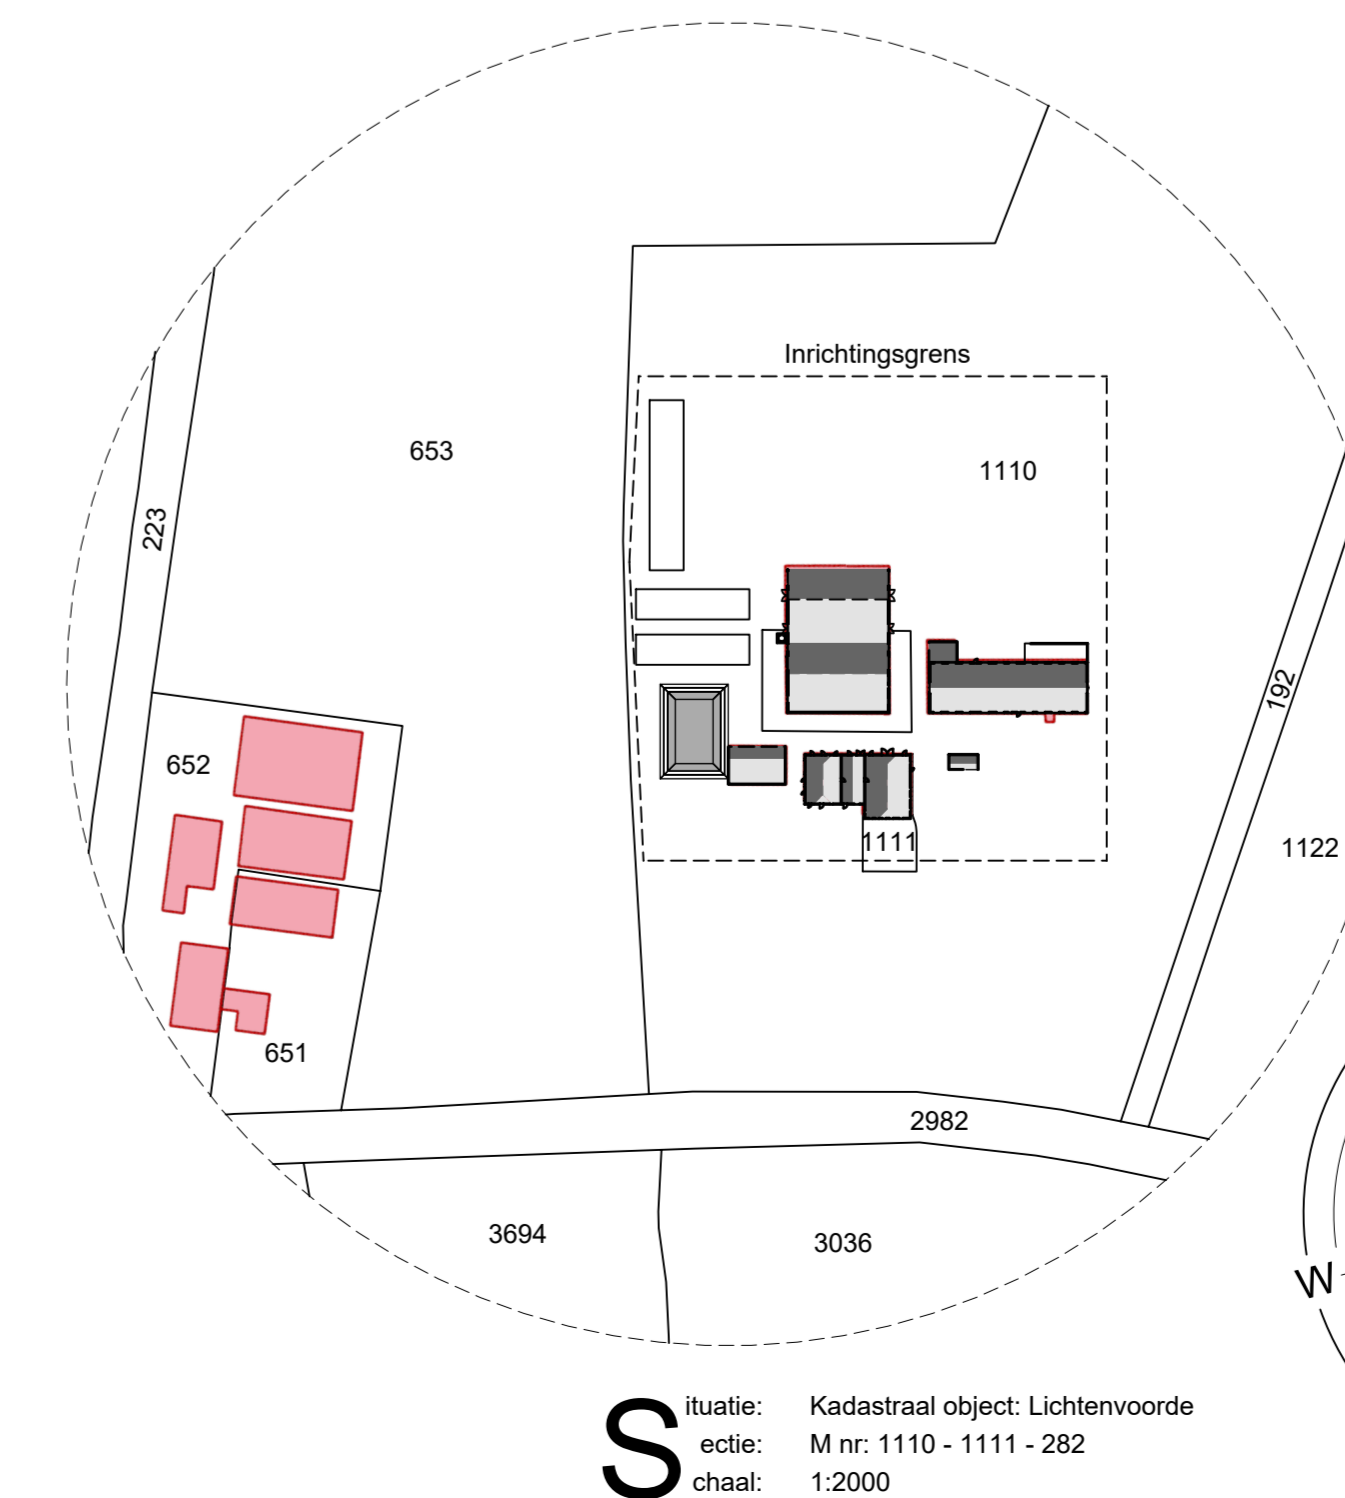 Inrichtingsgrens
653
1110
223
192
652
1111
1122
651
2982
3694
3036
W
Situatie: Kadastraal object: Lichtenvoorde
Sectie: M nr: 1110 - 1111 - 282
Schaal: 1:2000